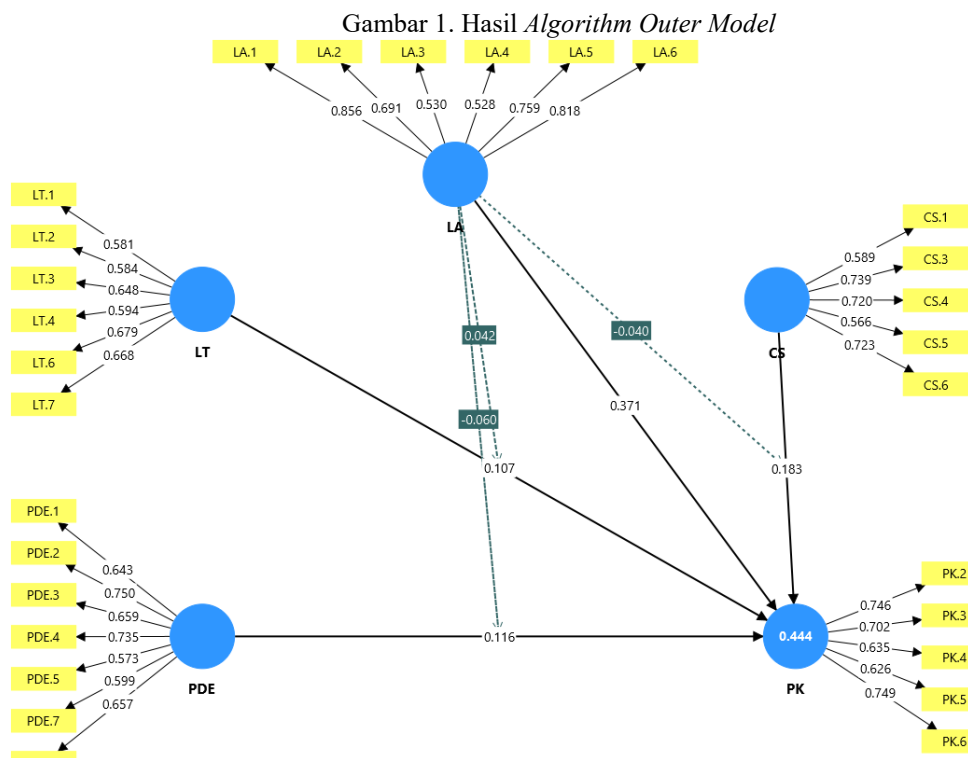 Gambar 1. Hasil Algorithm Outer Model
LA.1 LA.2 LA.3 LA.4 LA.5 LA.6
0.856 0.691 0.530 0.528 0.759 0.818
LA
LT.1
LT.2
LT.3
LT.4
LT.6
LT.7
0.581
0.584
0.648
0.594
0.679
0.668
LT
CS.1
CS.3
CS.4
CS.5
CS.6
0.589
0.739
0.720
0.566
0.723
CS
0.042
-0.040
-0.060
0.371
0.107
0.183
0.116
PDE.1
PDE.2
PDE.3
PDE.4
PDE.5
PDE.7
0.643
0.750
0.659
0.735
0.573
0.599
0.657
PDE
PK.2
PK.3
PK.4
PK.5
PK.6
0.746
0.702
0.635
0.626
0.749
0.444
PK